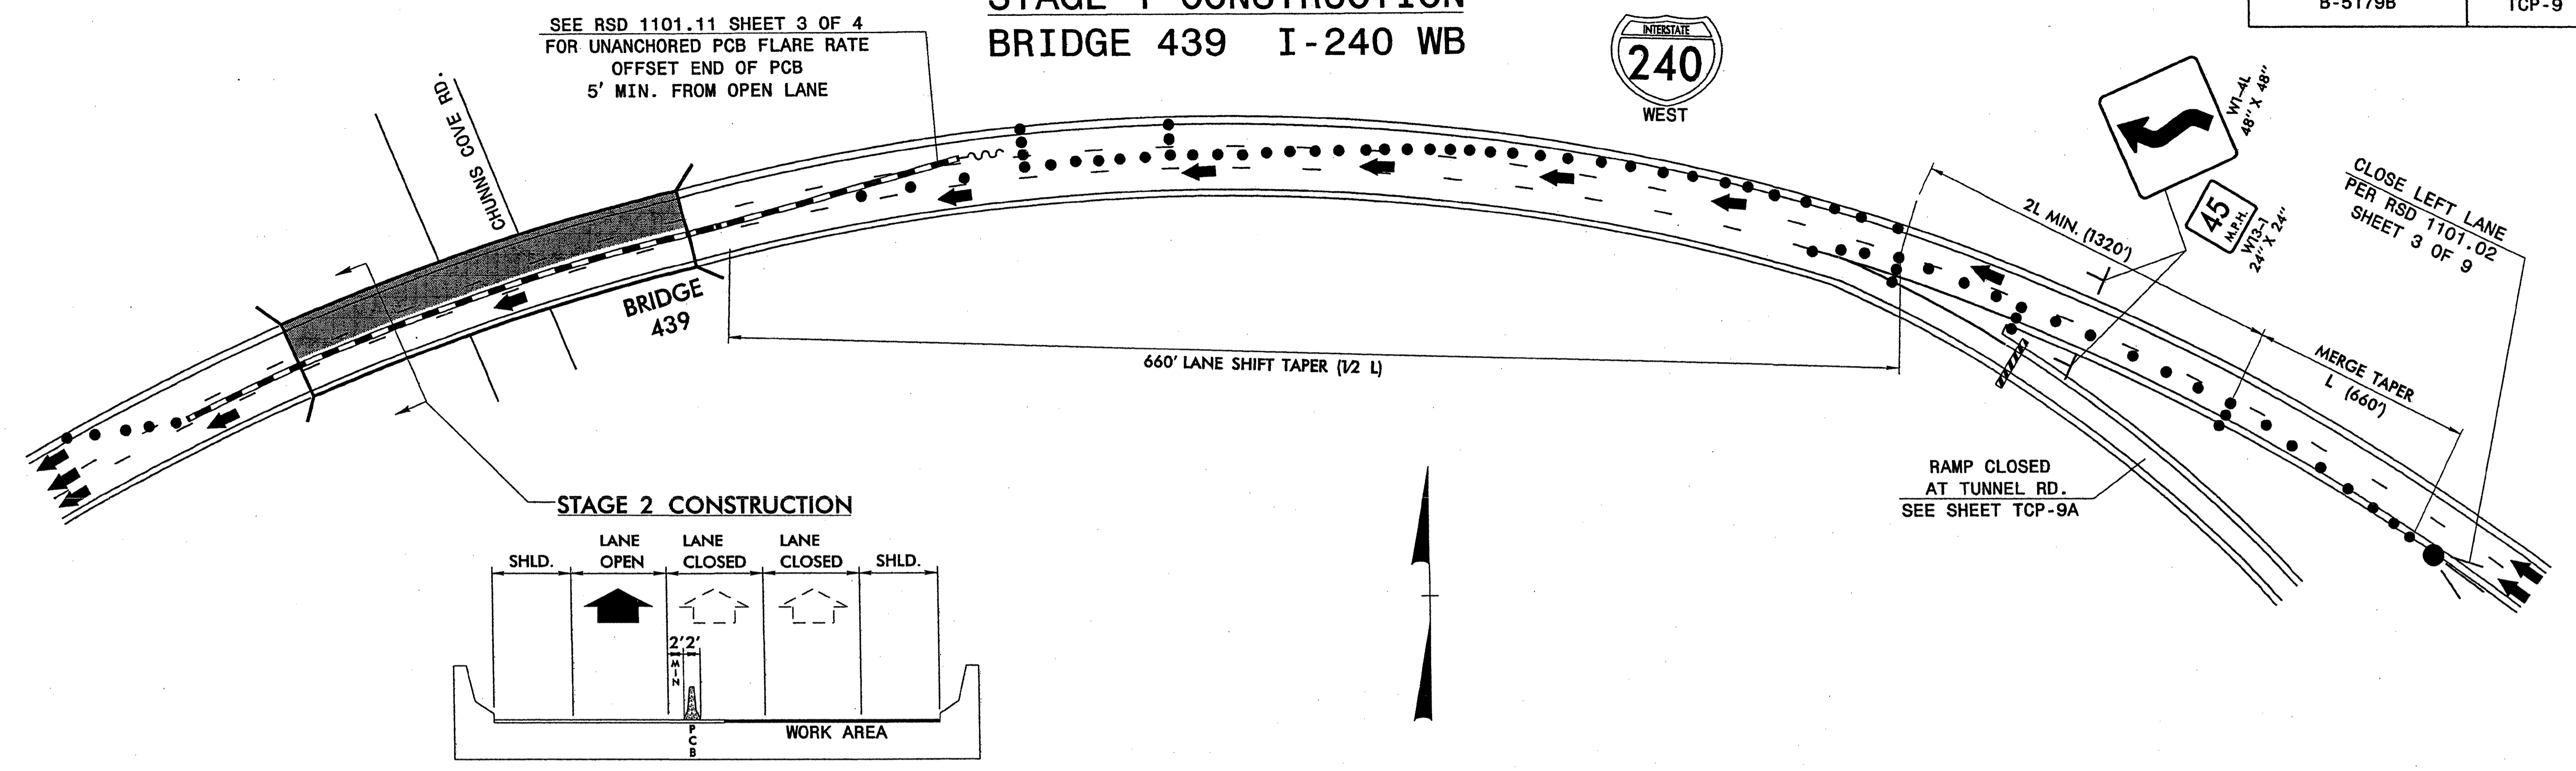 STAGE 1 CONSTRUCTION
BRIDGE 439 I-240 WB
B-5179B
TCP-9
SEE RSD 1101.11 SHEET 3 OF 4
FOR UNANCHORED PCB FLARE RATE
OFFSET END OF PCB
5' MIN. FROM OPEN LANE
CHUNNS COVE RD.
INTERSTATE
240
WEST
W1-4L
48" X 48"
45
M.P.H.
W13-1
24" X 24"
CLOSE LEFT LANE
PER RSD 1101.02
SHEET 3 OF 9
2L MIN. (1320')
MERGE TAPER
L (660')
BRIDGE
439
660' LANE SHIFT TAPER (1/2 L)
RAMP CLOSED
AT TUNNEL RD.
SEE SHEET TCP-9A
STAGE 2 CONSTRUCTION
SHLD.
LANE
OPEN
LANE
CLOSED
LANE
CLOSED
SHLD.
2' 2'
MIN
PCB
WORK AREA